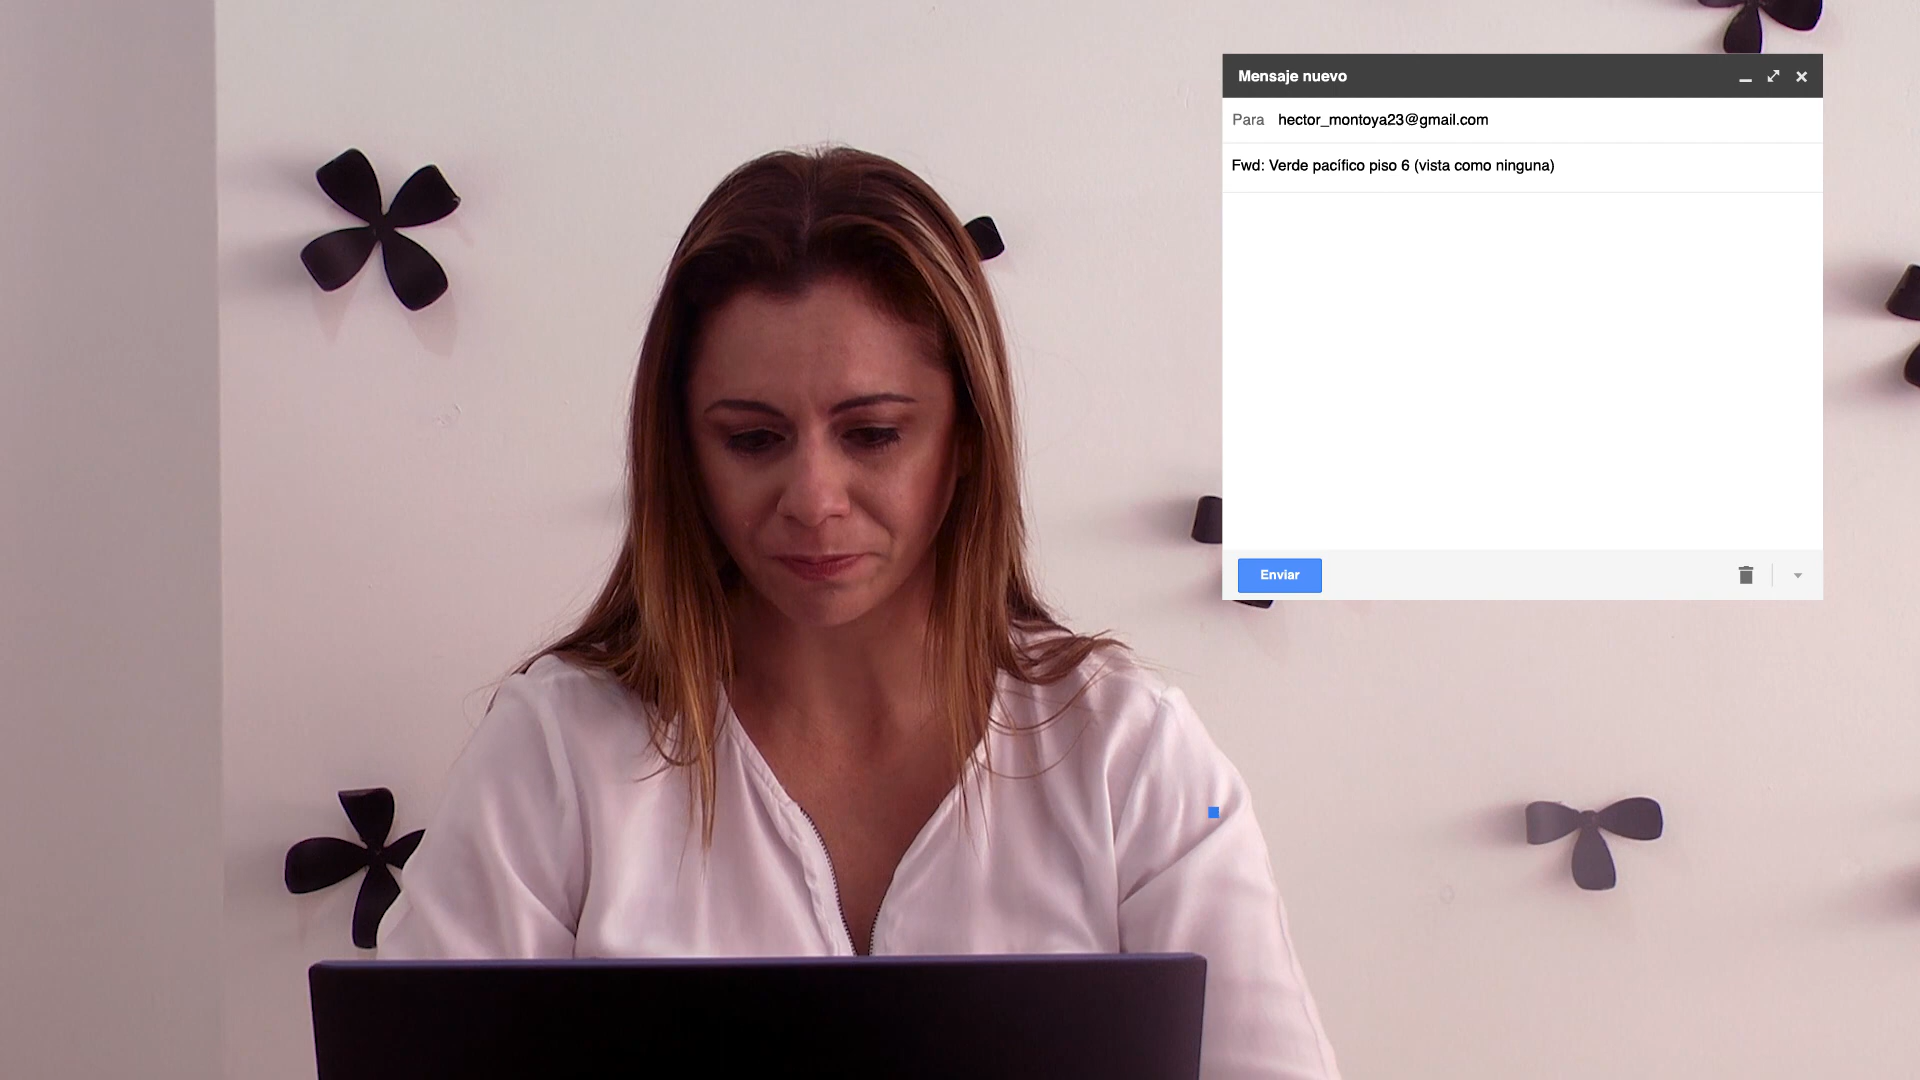 Mensaje nuevo
Para hector_montoya23@gmail.com
Fwd: Verde pacífico piso 6 (vista como ninguna)
Enviar